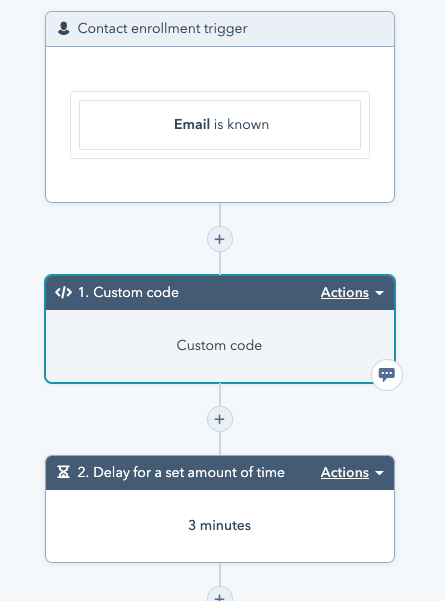 Contact enrollment trigger
Email is known
1. Custom code Actions
Custom code
2. Delay for a set amount of time Actions
3 minutes